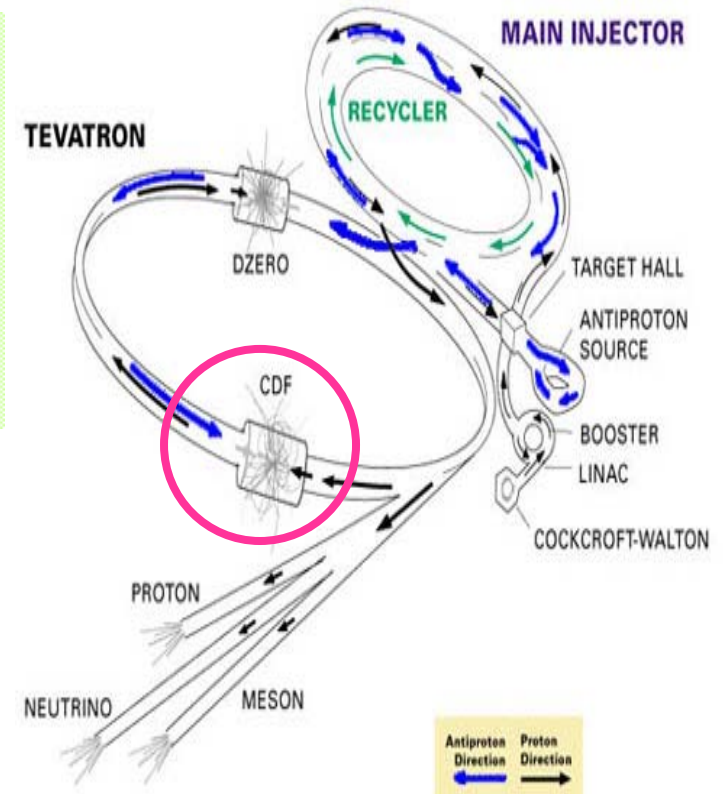 MAIN INJECTOR
RECYCLER
TEVATRON
DZERO
TARGET HALL
ANTIPROTON
SOURCE
CDF
BOOSTER
LINAC
COCKCROFT-WALTON
PROTON
NEUTRINO
MESON
Antiproton Proton
Direction Direction